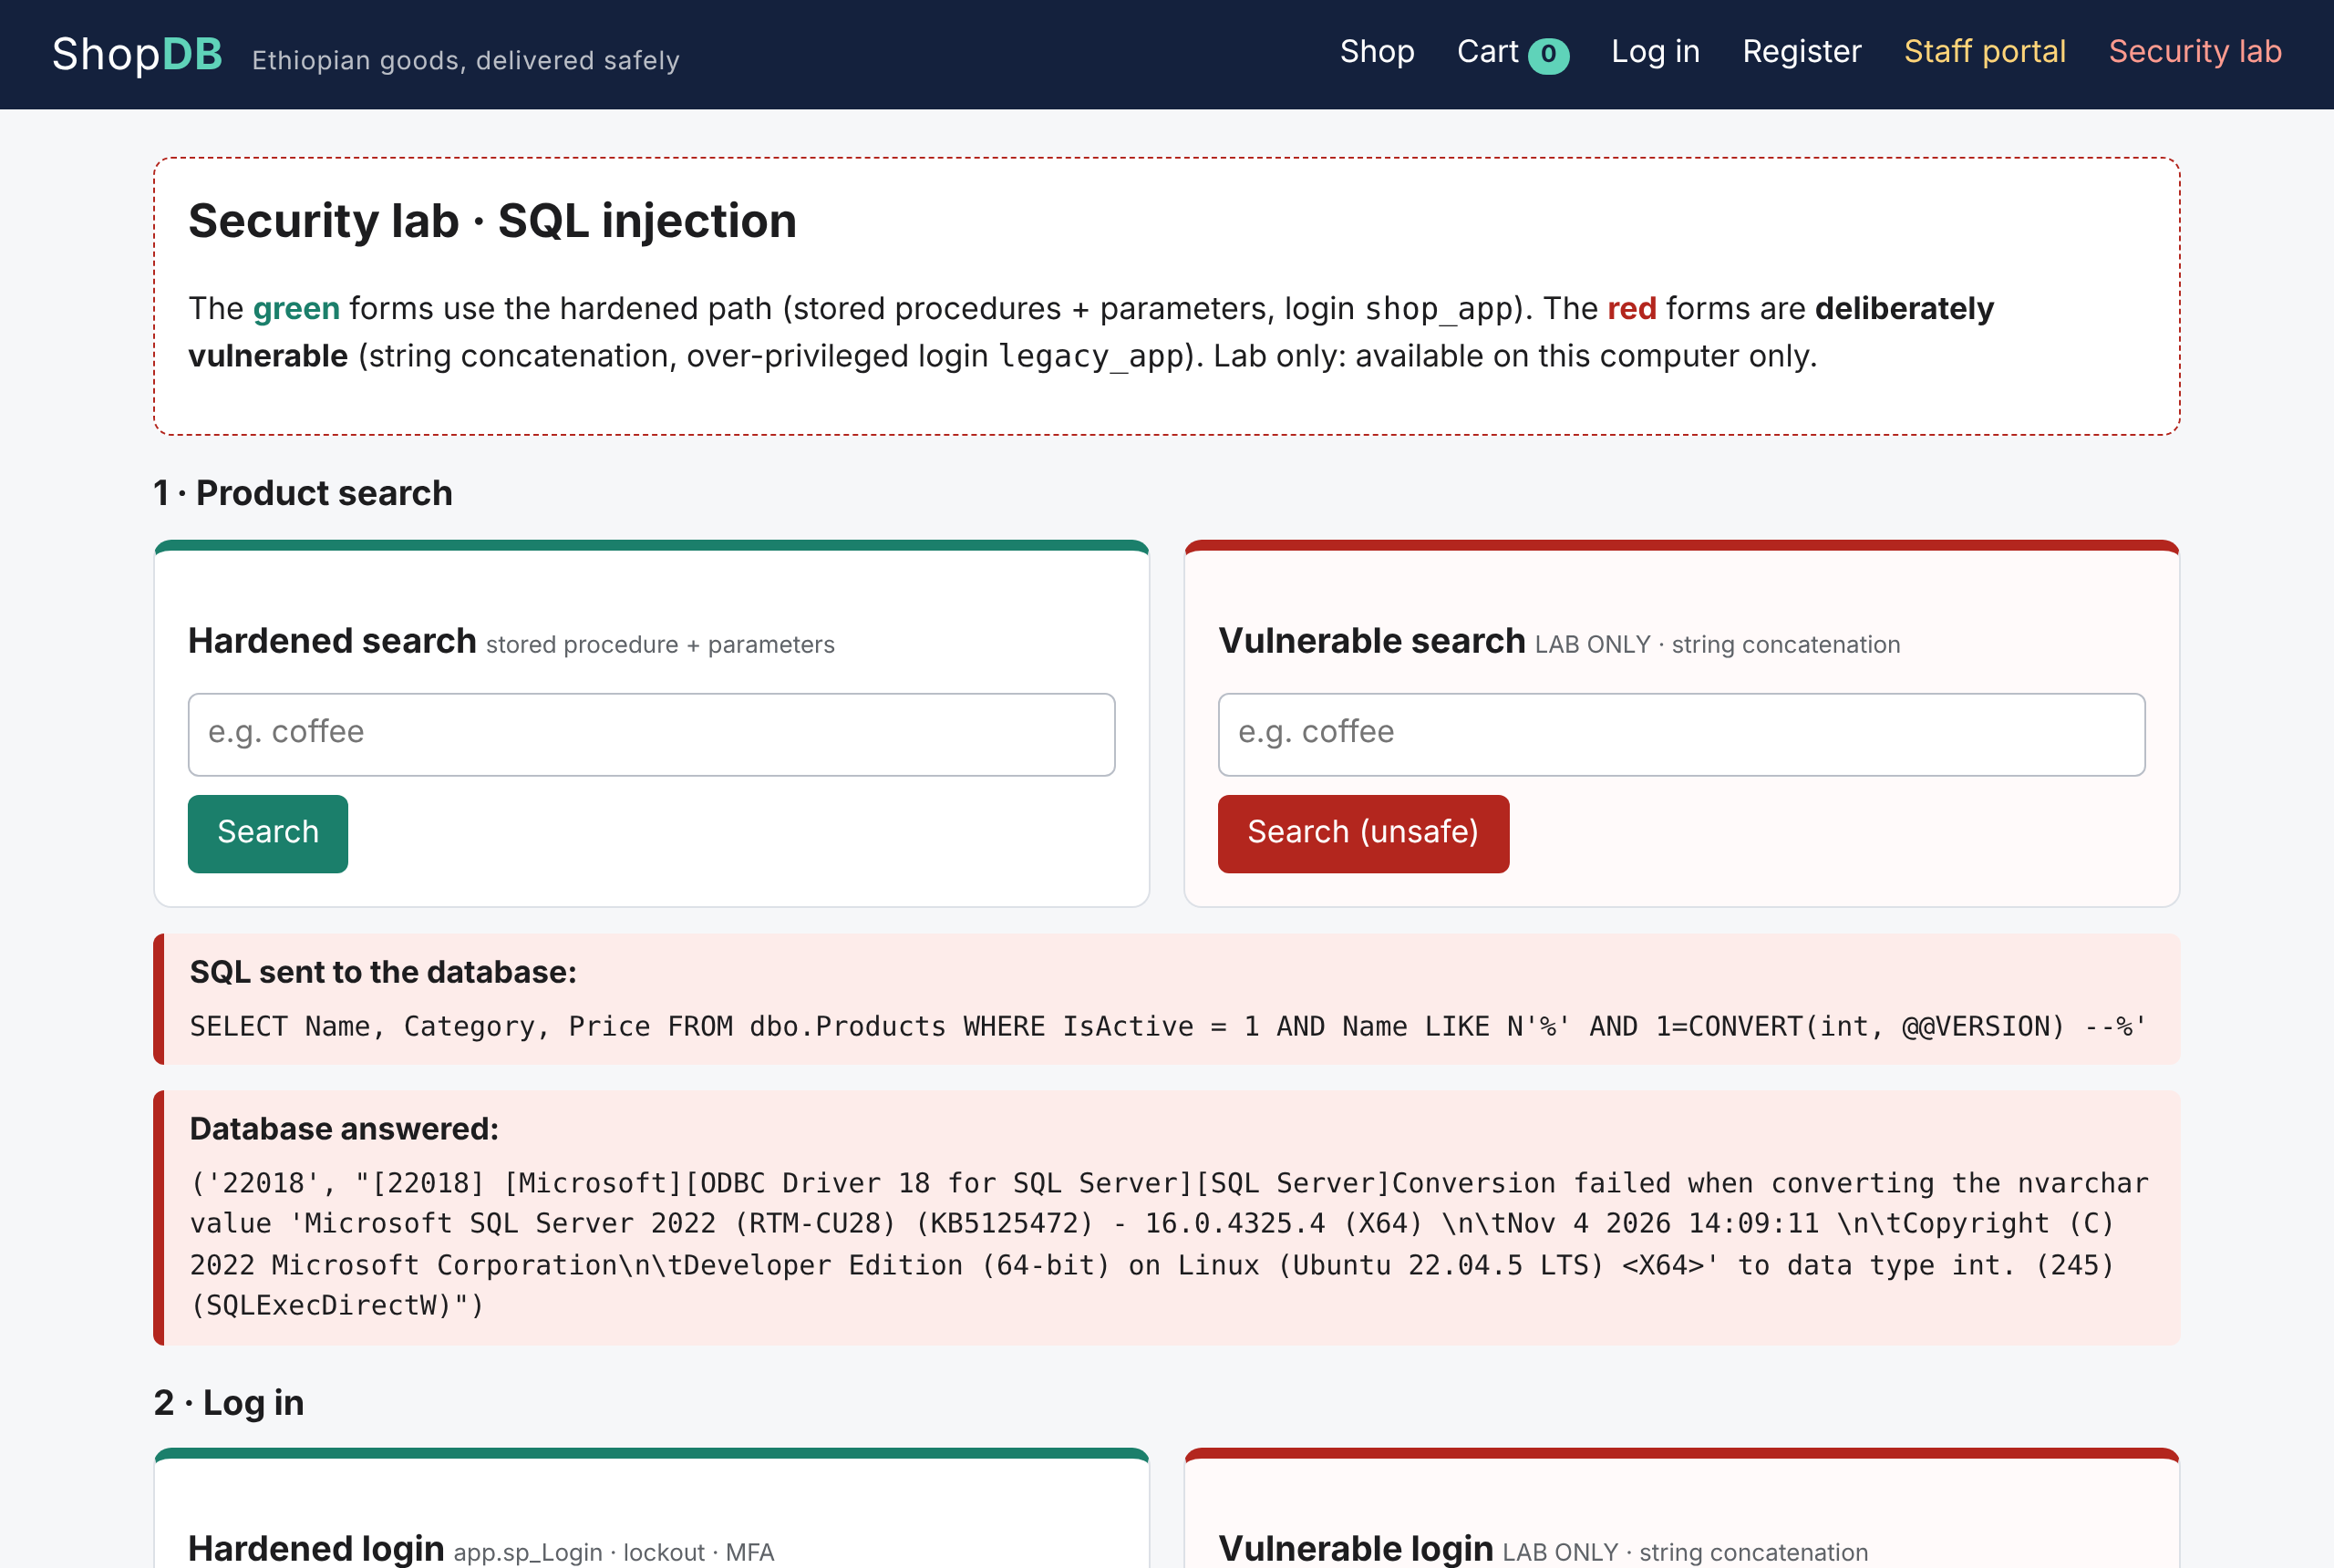 ShopDB Ethiopian goods, delivered safely Shop Cart 0 Log in Register Staff portal Security lab
Security lab · SQL injection
The green forms use the hardened path (stored procedures + parameters, login shop_app). The red forms are deliberately
vulnerable (string concatenation, over-privileged login legacy_app). Lab only: available on this computer only.
1 · Product search
Hardened search stored procedure + parameters
e.g. coffee
Search
Vulnerable search LAB ONLY · string concatenation
e.g. coffee
Search (unsafe)
SQL sent to the database:
SELECT Name, Category, Price FROM dbo.Products WHERE IsActive = 1 AND Name LIKE N'%' AND 1=CONVERT(int, @@VERSION) --%'
Database answered:
('22018', "[22018] [Microsoft][ODBC Driver 18 for SQL Server][SQL Server]Conversion failed when converting the nvarchar
value 'Microsoft SQL Server 2022 (RTM-CU28) (KB5125472) - 16.0.4325.4 (X64) \n\tNov 4 2026 14:09:11 \n\tCopyright (C)
2022 Microsoft Corporation\n\tDeveloper Edition (64-bit) on Linux (Ubuntu 22.04.5 LTS) <X64>' to data type int. (245)
(SQLExecDirectW)")
2 · Log in
Hardened login app.sp_Login · lockout · MFA
Vulnerable login LAB ONLY · string concatenation